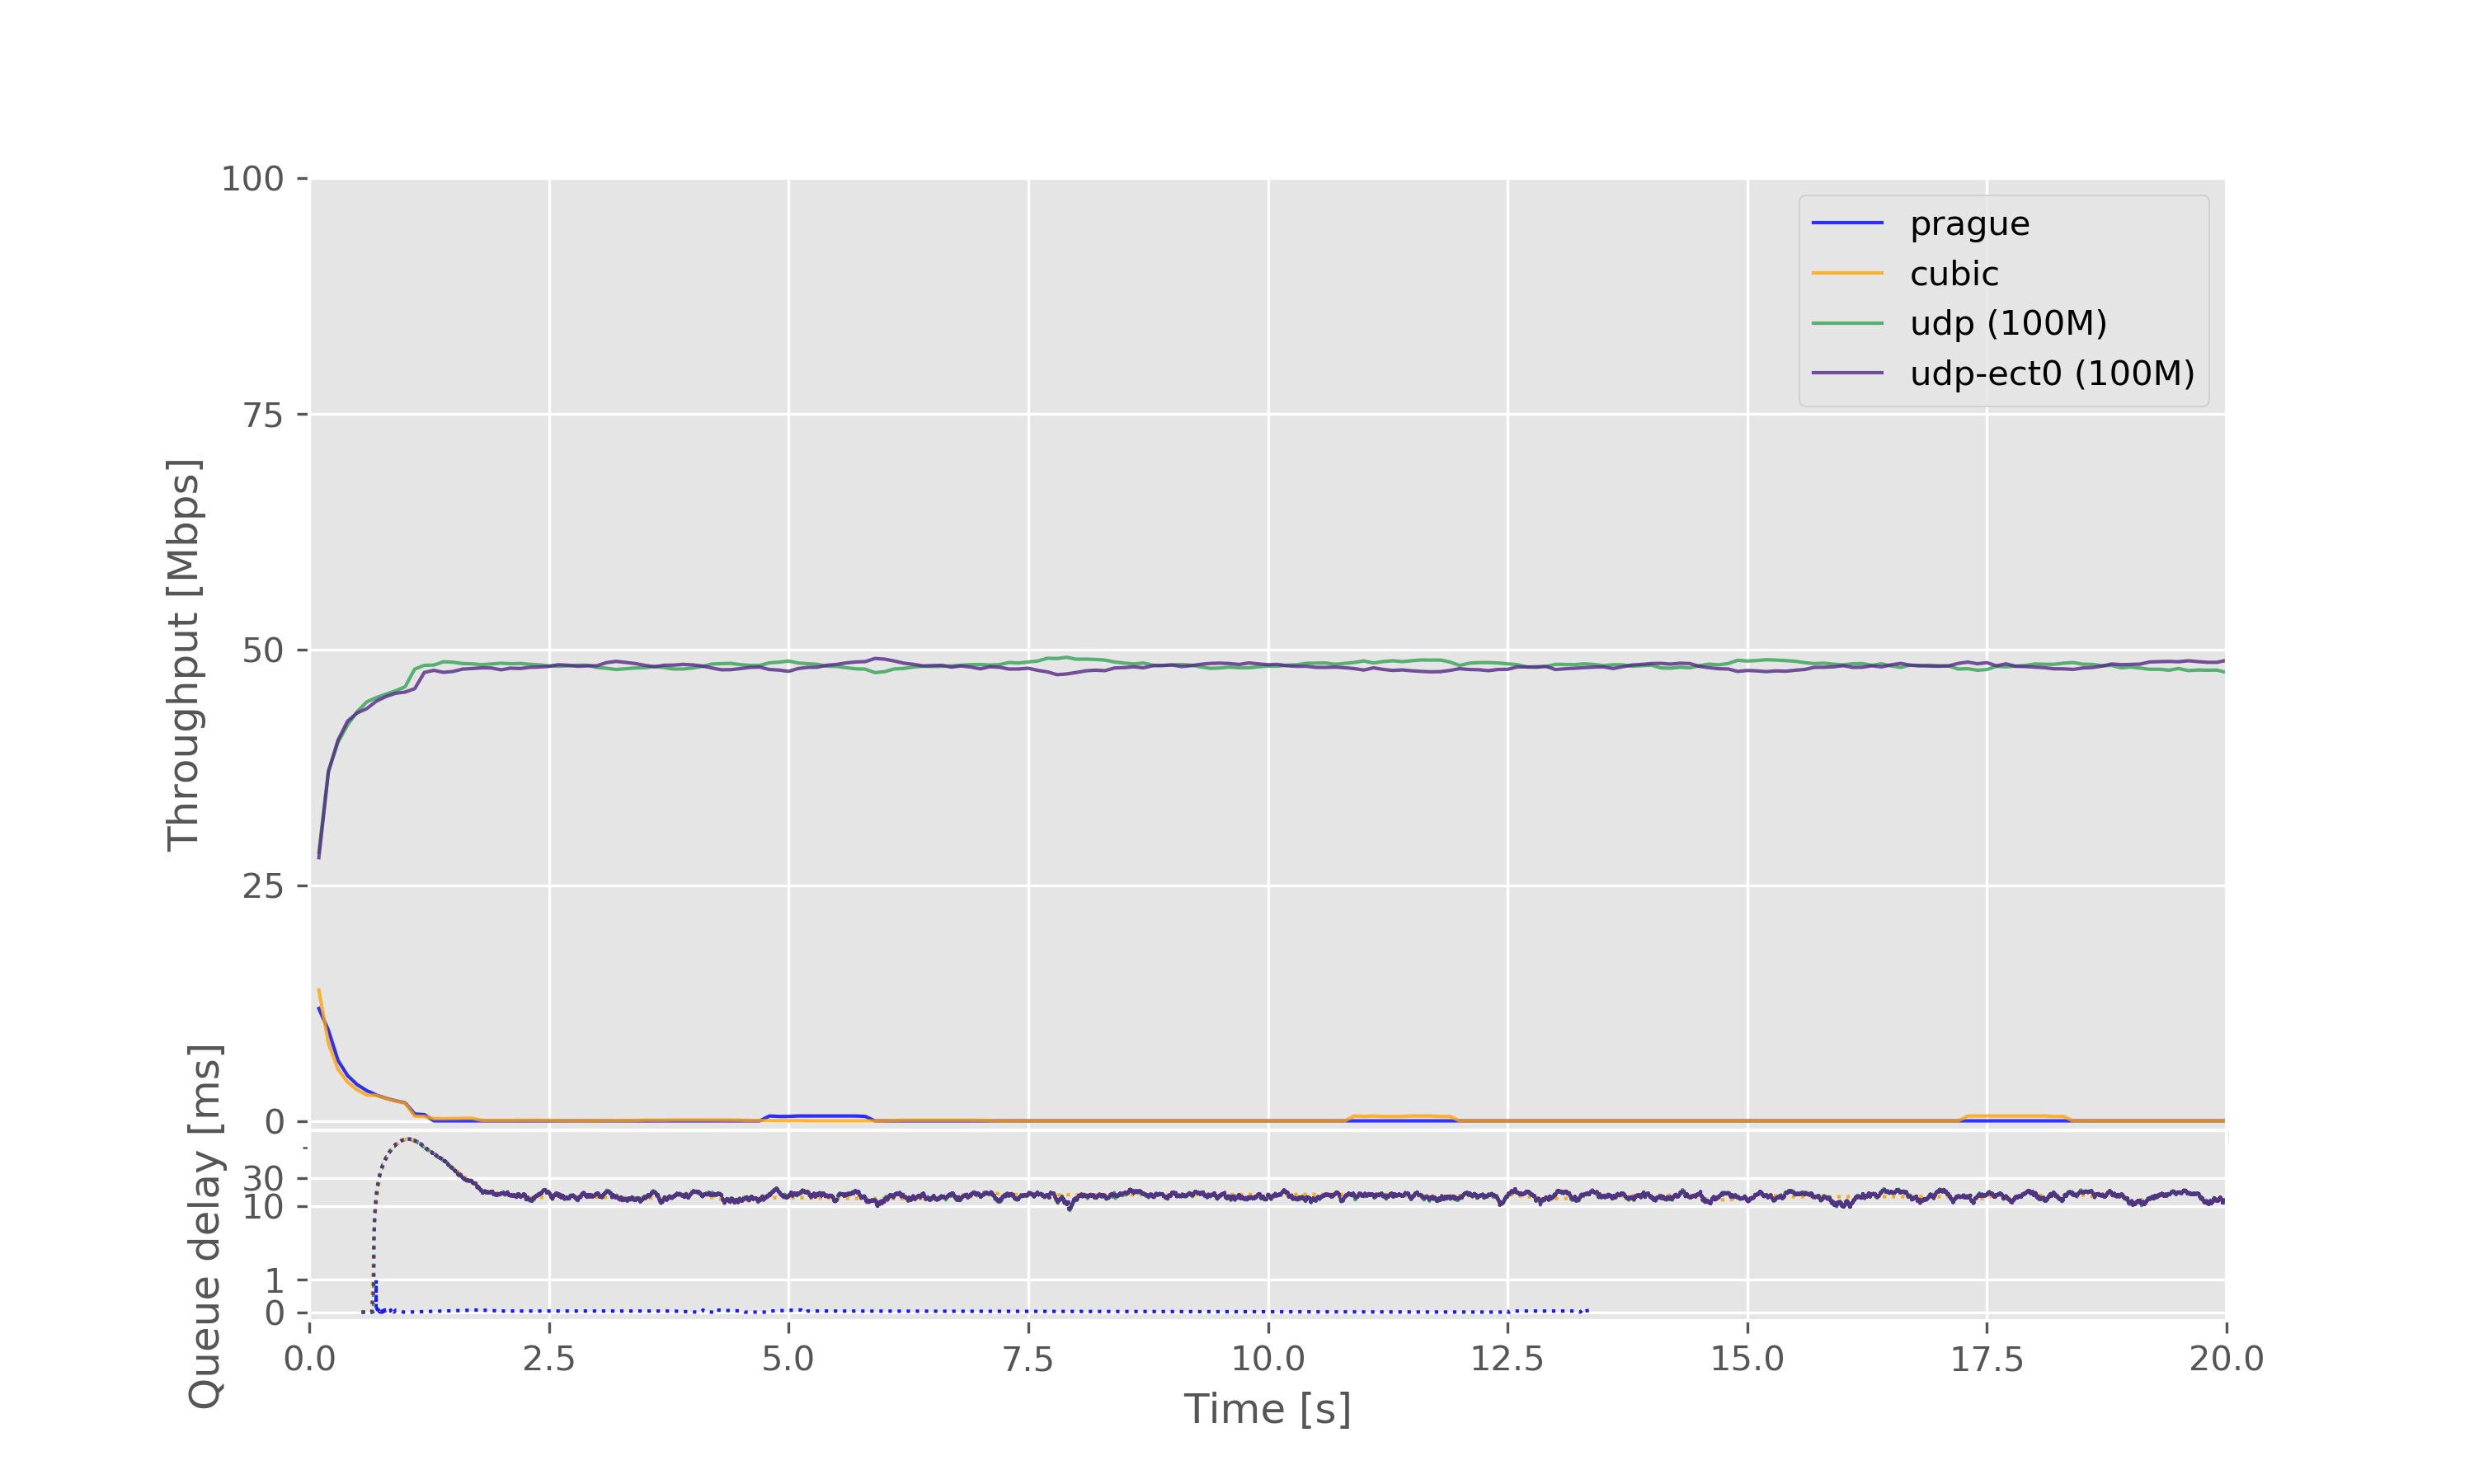 100
75
50
25
0
Throughput [Mbps]
prague
cubic
udp (100M)
udp-ect0 (100M)
30
10
1
0
Queue delay [ms]
0.0 2.5 5.0 7.5 10.0 12.5 15.0 17.5 20.0
Time [s]